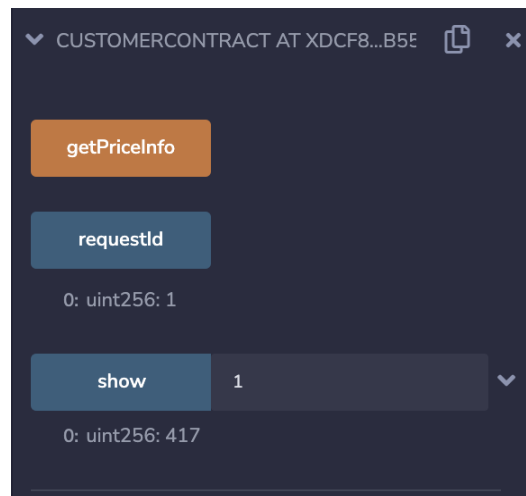 CUSTOMERCONTRACT AT XDCF8...B55
getPriceInfo
requestId
0: uint256: 1
show 1
0: uint256: 417